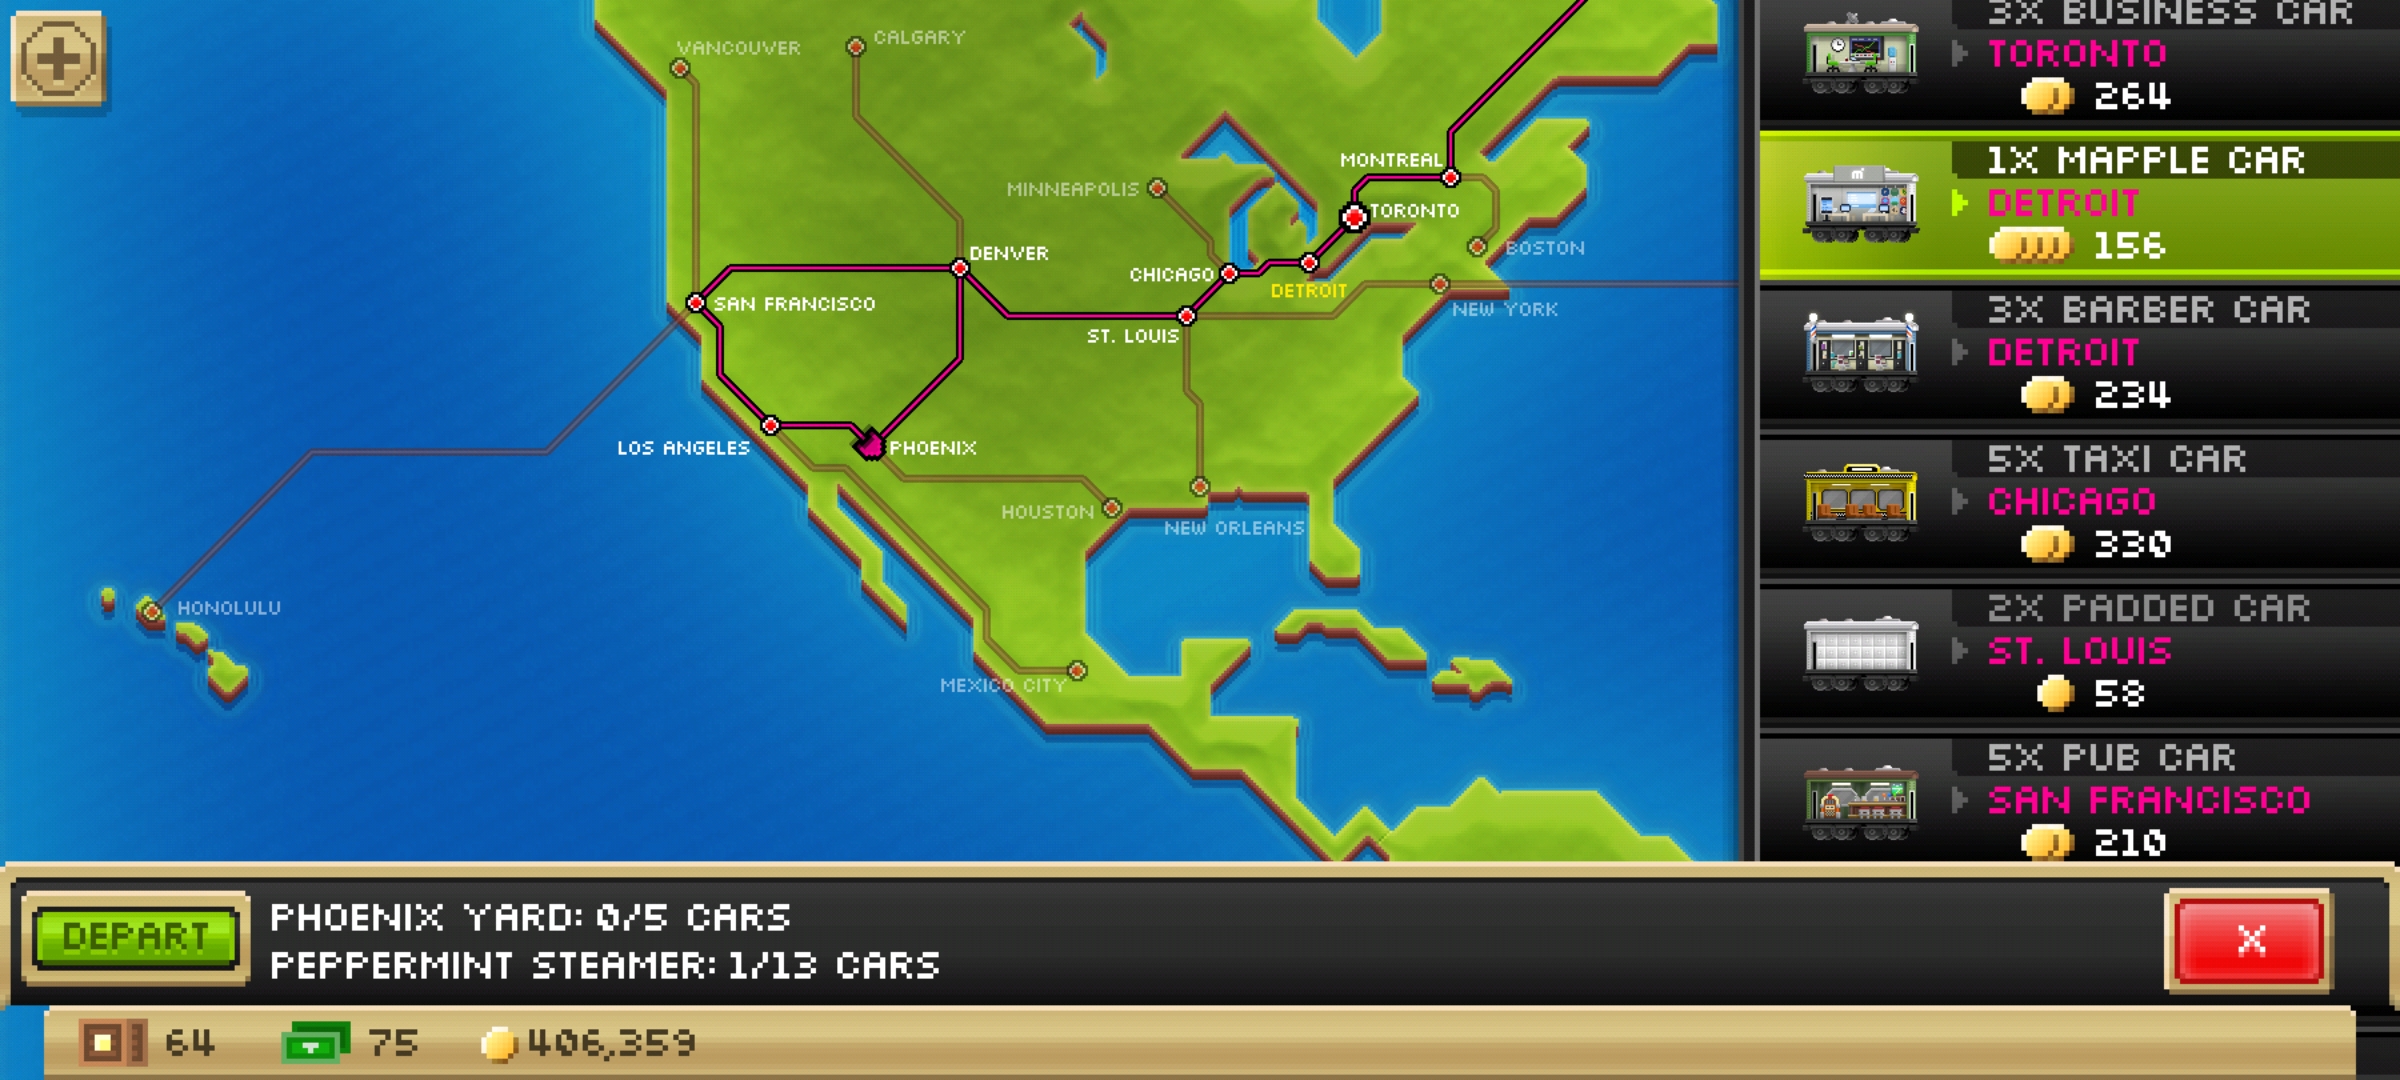 VANCOUVER
CALGARY
MONTREAL
MINNEAPOLIS
TORONTO
BOSTON
DENVER
CHICAGO
DETROIT
SAN FRANCISCO
NEW YORK
ST. LOUIS
LOS ANGELES
PHOENIX
HOUSTON
NEW ORLEANS
HONOLULU
MEXICO CITY
3X BUSINESS CAR
TORONTO
264
1X MAPPLE CAR
DETROIT
156
3X BARBER CAR
DETROIT
234
5X TAXI CAR
CHICAGO
330
2X PADDED CAR
ST. LOUIS
58
5X PUB CAR
SAN FRANCISCO
210
DEPART
PHOENIX YARD: 0/5 CARS
PEPPERMINT STEAMER: 1/13 CARS
X
64
75
406,359